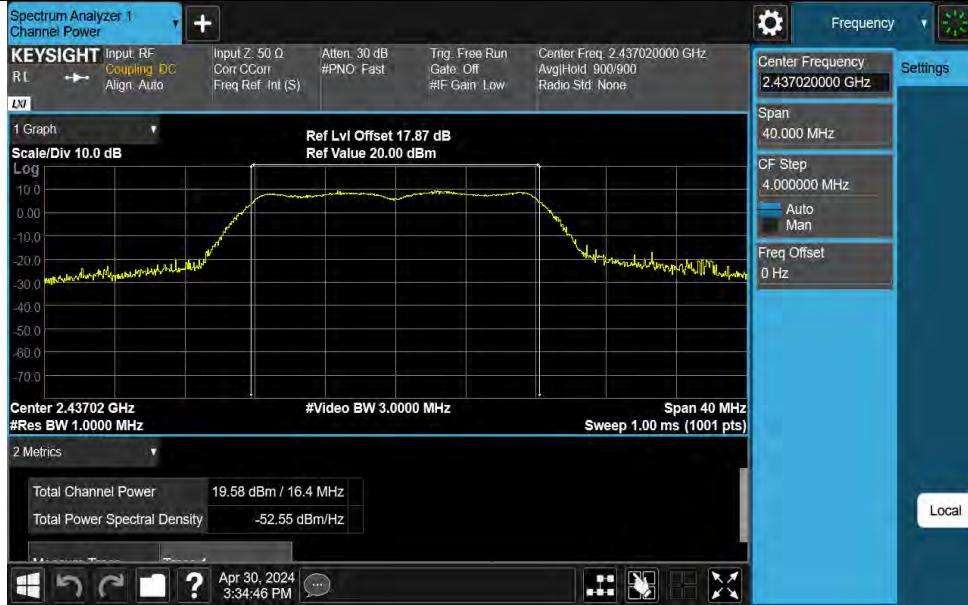 Spectrum Analyzer 1
Channel Power
Frequency
KEYSIGHT Input: RF Input Z: 50 Ω Atten: 30 dB Trig: Free Run Center Freq: 2.437020000 GHz
Coupling: DC Corr CCorr #PNO: Fast Gate: Off Avg|Hold: 900/900
Align: Auto Freq Ref: Int (S) #IF Gain: Low Radio Std: None
LXI
Center Frequency
2.437020000 GHz
Settings
Span
40.000 MHz
CF Step
4.000000 MHz
Auto
Man
Freq Offset
0 Hz
1 Graph
Scale/Div 10.0 dB
Ref Lvl Offset 17.87 dB
Ref Value 20.00 dBm
Log
10.0
0.00
-10.0
-20.0
-30.0
-40.0
-50.0
-60.0
-70.0
Center 2.43702 GHz #Video BW 3.0000 MHz Span 40 MHz
#Res BW 1.0000 MHz Sweep 1.00 ms (1001 pts)
2 Metrics
Total Channel Power 19.58 dBm / 16.4 MHz
Total Power Spectral Density -52.55 dBm/Hz
Local
?
Apr 30, 2024
3:34:46 PM